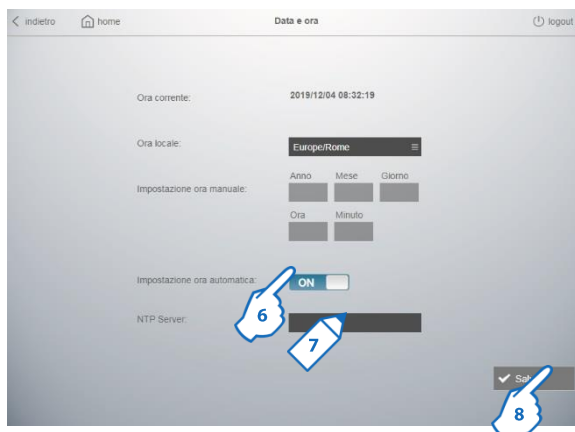 indietro home Data e ora logout
Ora corrente: 2019/12/04 08:32:19
Ora locale: Europe/Rome
Anno Mese Giorno
Impostazione ora manuale:
Ora Minuto
Impostazione ora automatica: ON
6
NTP Server:
7
8